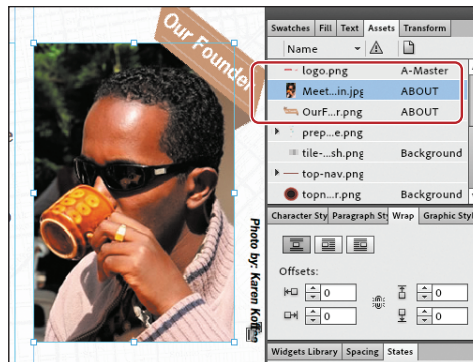 Our Founder
Photo by: Karen Koffee
Swatches Fill Text Assets Transform
Name
logo.png A-Master
Meet...in.jpg ABOUT
OurF...r.png ABOUT
prep...e.png
tile-...sh.png Background
top-nav.png
topn...r.png Background
Character Sty Paragraph St Wrap Graphic Styl
Offsets:
0 0
0 0
Widgets Library Spacing States